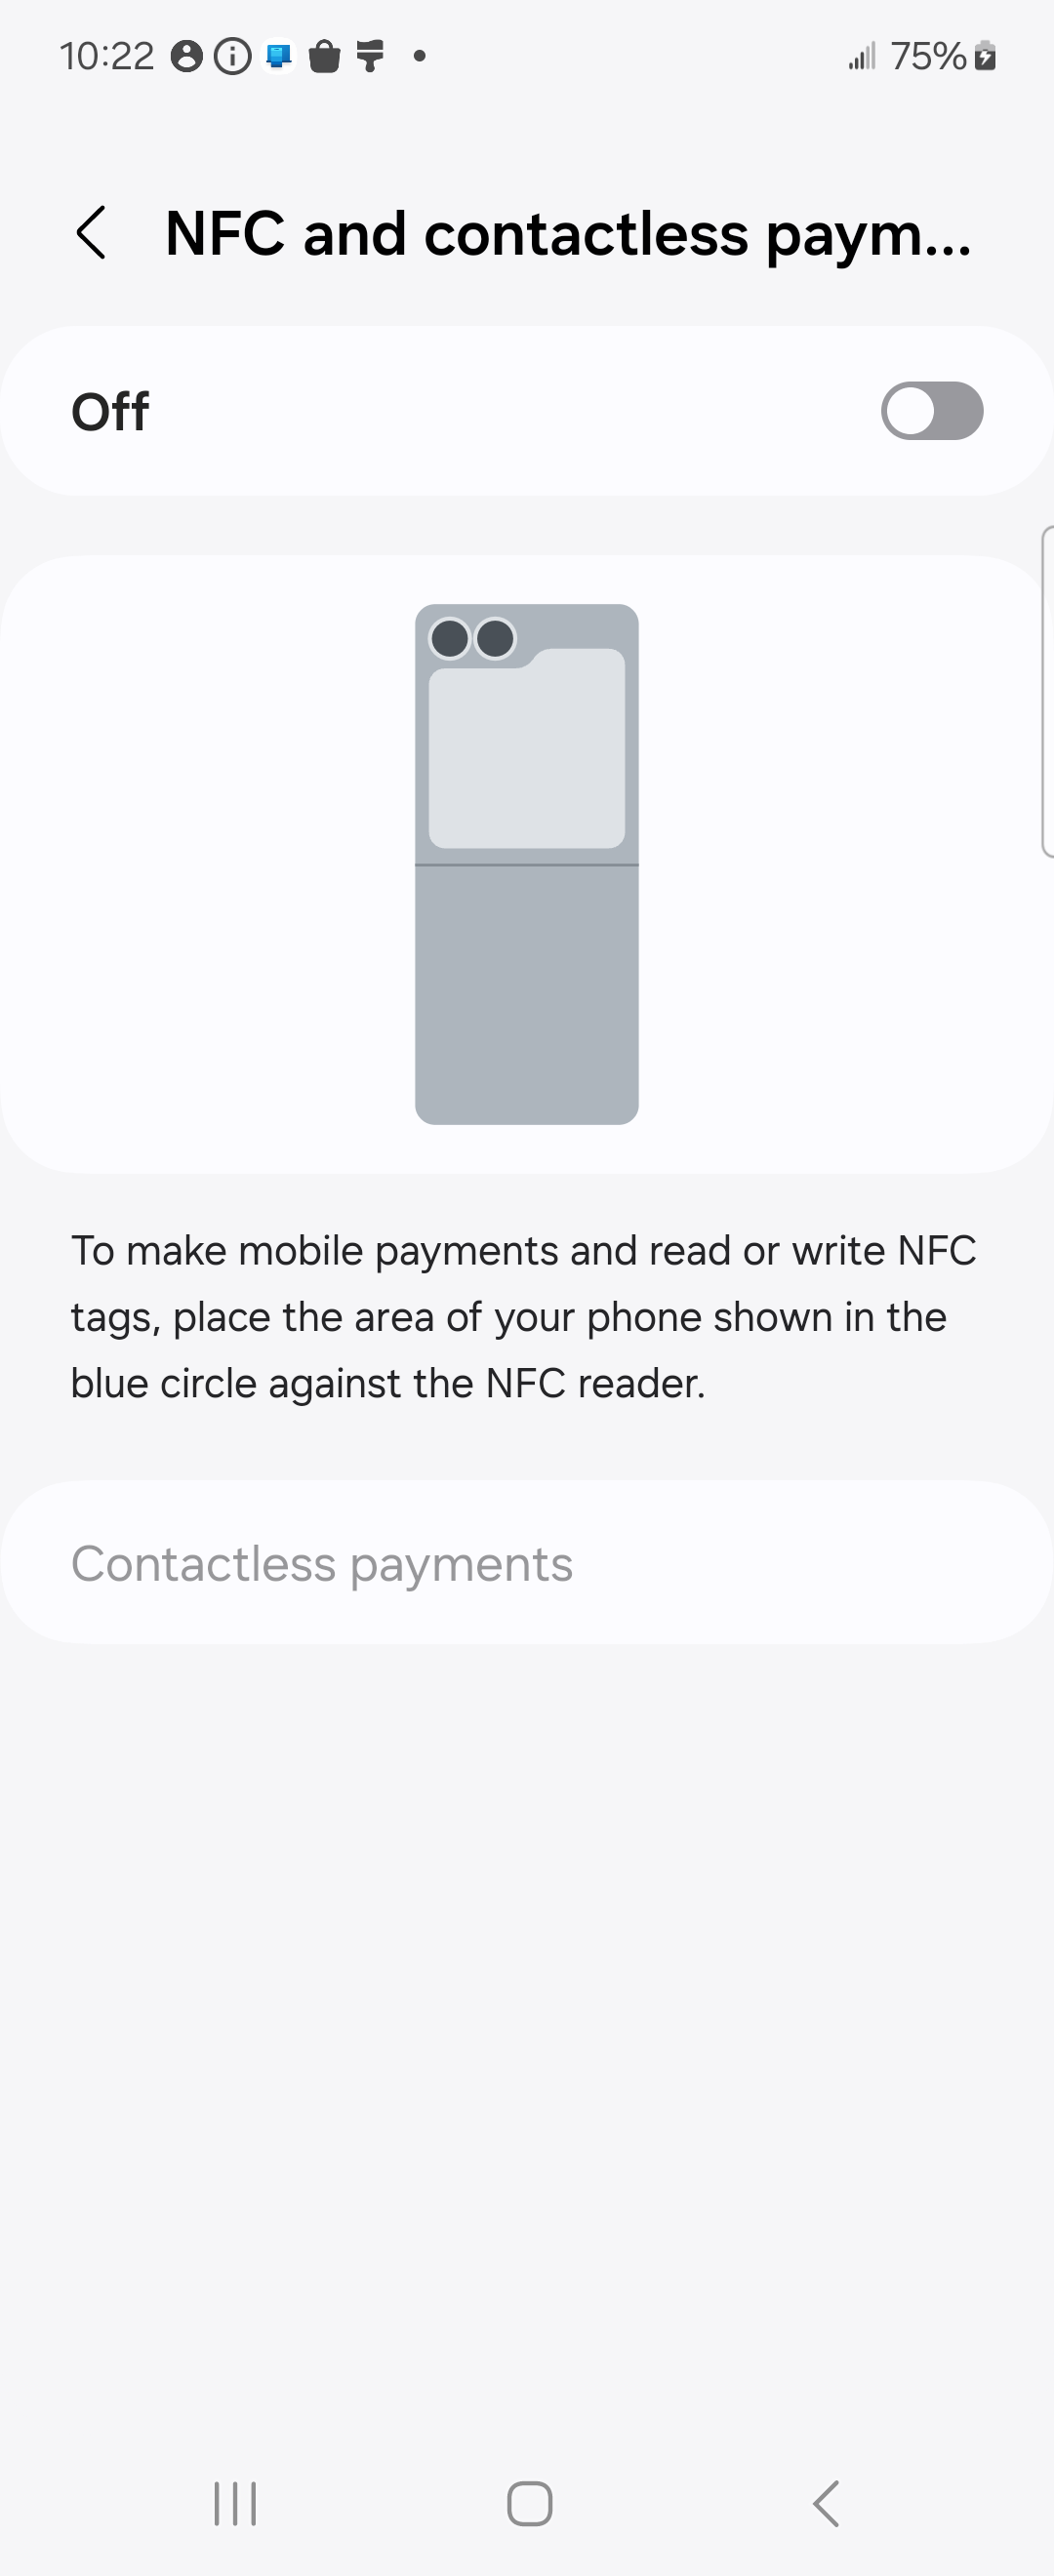 10:22
75%
NFC and contactless paym...
Off
To make mobile payments and read or write NFC
tags, place the area of your phone shown in the
blue circle against the NFC reader.
Contactless payments